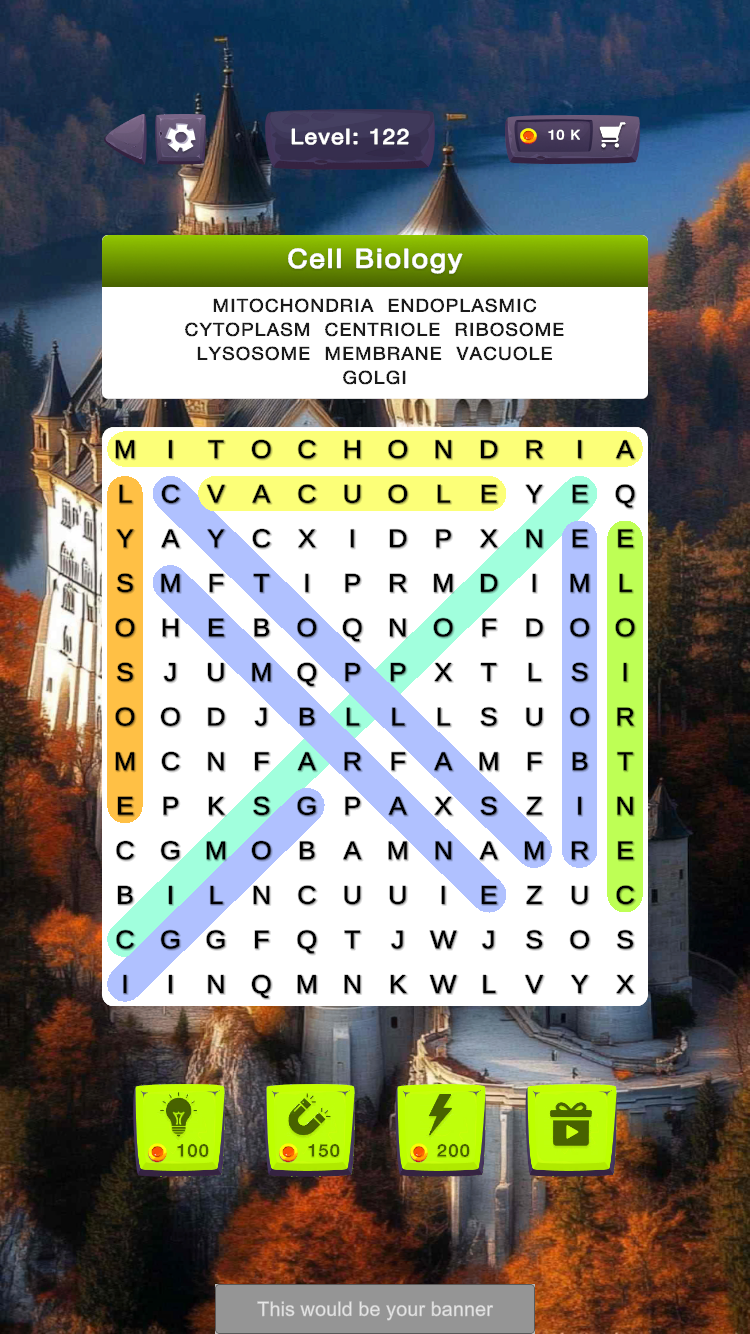 Level: 122
10 K
Cell Biology
MITOCHONDRIA ENDOPLASMIC
CYTOPLASM CENTRIOLE RIBOSOME
LYSOSOME MEMBRANE VACUOLE
GOLGI
M I T O C H O N D R I A
L C V A C U O L E Y E Q
Y A Y C X I D P X N E E
S M F T I P R M D I M L
O H E B O Q N O F D O O
S J U M Q P P X T L S I
O O D J B L L L S U O R
M C N F A R F A M F B T
E P K S G P A X S Z I N
C G M O B A M N A M R E
B I L N C U U I E Z U C
C G G F Q T J W J S O S
I I N Q M N K W L V Y X
100 150 200
This would be your banner